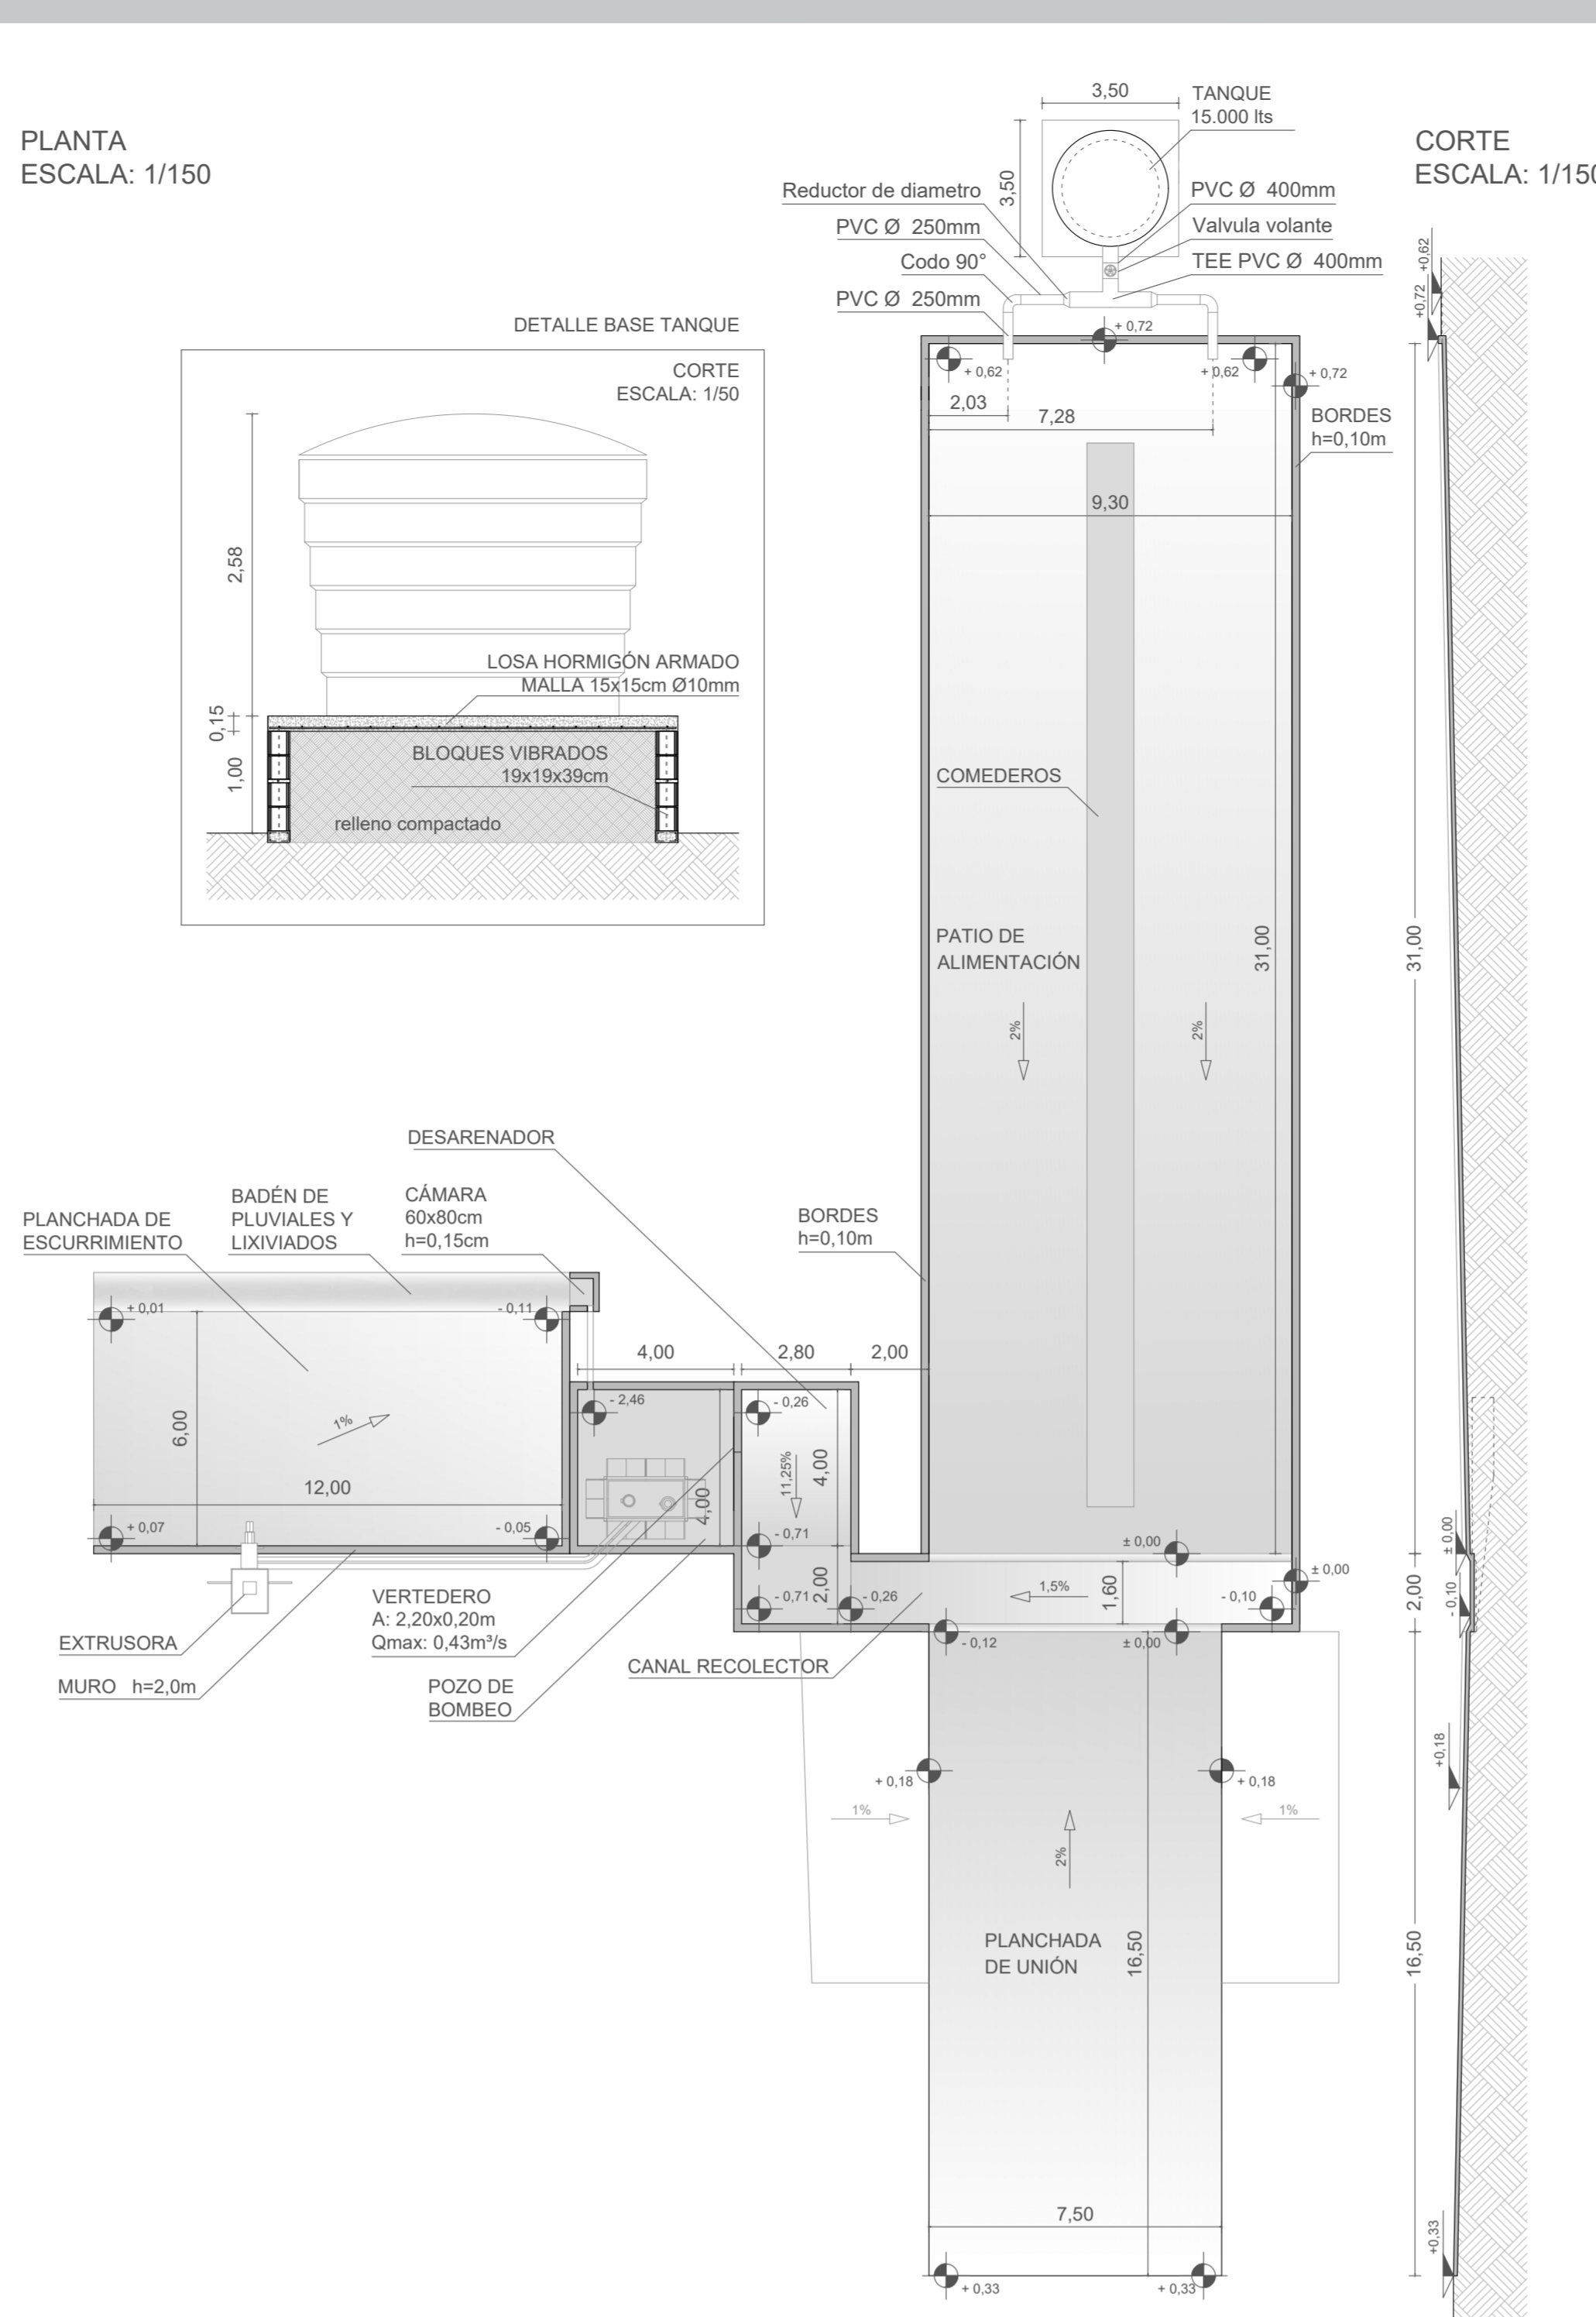 PLANTA
ESCALA: 1/150
CORTE
ESCALA: 1/150
3,50
3,50
TANQUE
15.000 lts
Reductor de diametro
PVC Ø 250mm
Codo 90°
PVC Ø 250mm
PVC Ø 400mm
Valvula volante
TEE PVC Ø 400mm
+ 0,72
+ 0,62
+ 0,62
+ 0,72
2,03
7,28
BORDES
h=0,10m
9,30
COMEDEROS
PATIO DE
ALIMENTACIÓN
31,00
2%
2%
DETALLE BASE TANQUE
CORTE
ESCALA: 1/50
2,58
0,15
1,00
LOSA HORMIGÓN ARMADO
MALLA 15x15cm Ø10mm
BLOQUES VIBRADOS
19x19x39cm
relleno compactado
DESARENADOR
PLANCHADA DE
ESCURRIMIENTO
BADÉN DE
PLUVIALES Y
LIXIVIADOS
CÁMARA
60x80cm
h=0,15cm
BORDES
h=0,10m
+ 0,01
- 0,11
6,00
1%
12,00
+ 0,07
- 0,05
4,00
2,80
2,00
- 2,46
- 0,26
4,00
11,25%
4,00
- 0,71
2,00
- 0,71
- 0,26
1,5%
1,60
- 0,10
± 0,00
± 0,00
- 0,12
± 0,00
EXTRUSORA
MURO h=2,0m
VERTEDERO
A: 2,20x0,20m
Qmax: 0,43m³/s
POZO DE
BOMBEO
CANAL RECOLECTOR
+ 0,18
+ 0,18
1%
1%
2%
PLANCHADA
DE UNIÓN
16,50
7,50
+ 0,33
+ 0,33
+0,62
+0,72
31,00
± 0,00
2,00
- 0,10
+0,18
16,50
+0,33